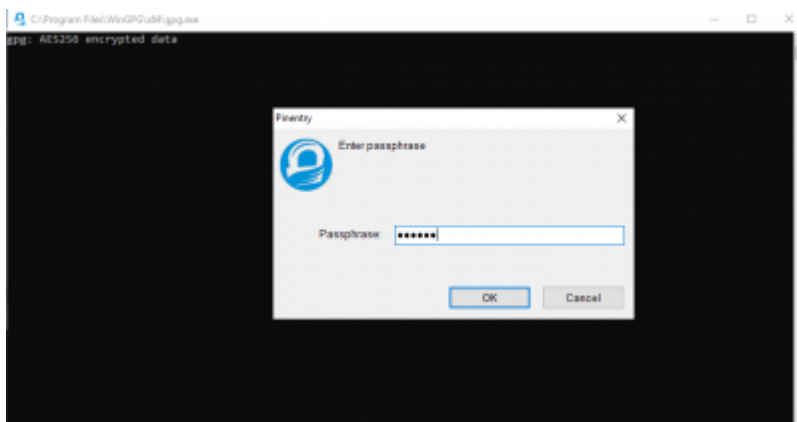 C:\Program Files\WinGPG\x64\gpg.exe
gpg: AES256 encrypted data
Pinentry
Enter passphrase
Passphrase:
OK
Cancel